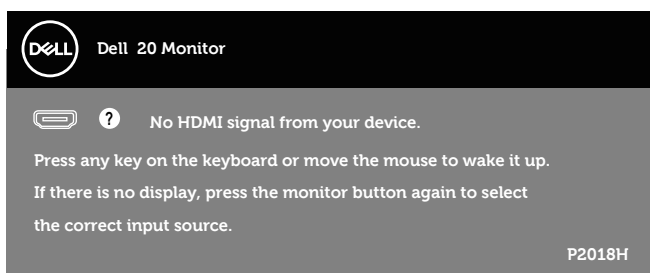 DELL
Dell 20 Monitor
? No HDMI signal from your device.
Press any key on the keyboard or move the mouse to wake it up.
If there is no display, press the monitor button again to select
the correct input source.
P2018H